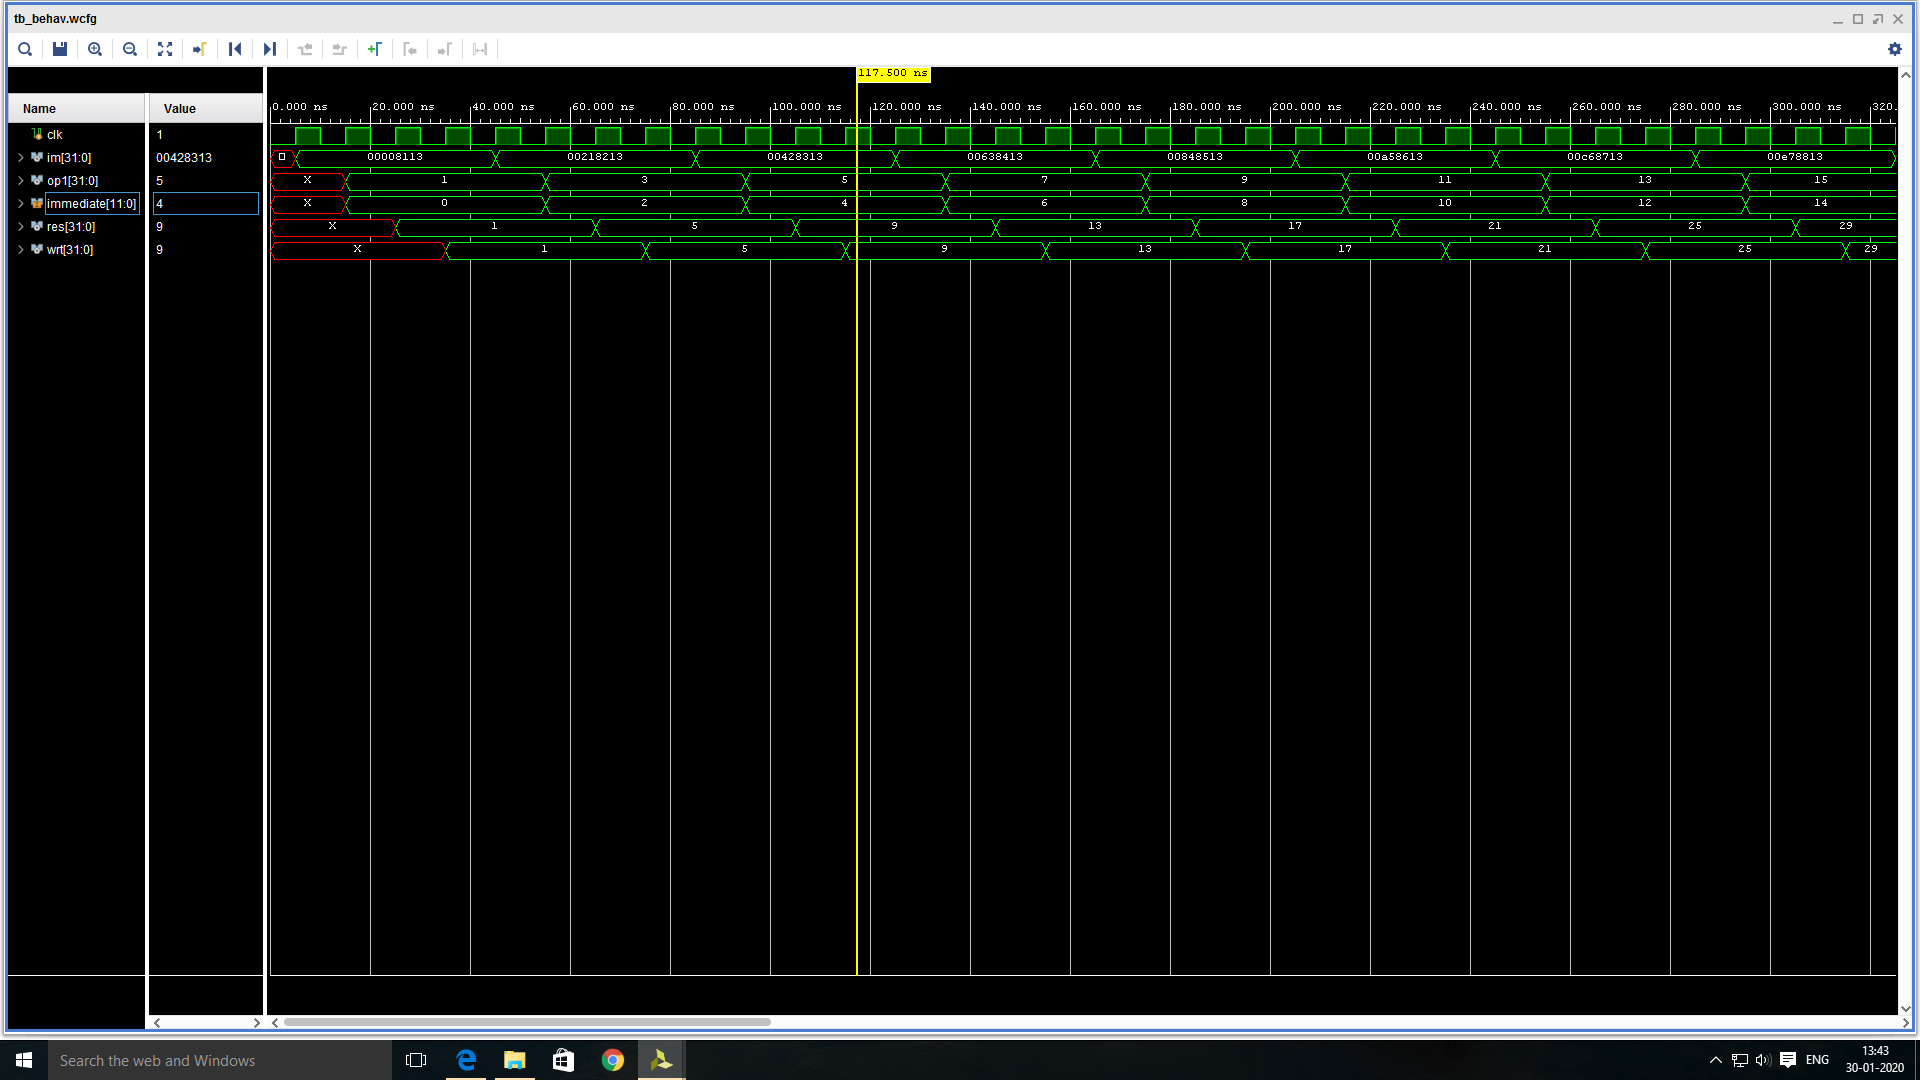 tb_behav.wcfg
117.500 ns
Name Value
0.000 ns 20.000 ns 40.000 ns 60.000 ns 80.000 ns 100.000 ns 120.000 ns 140.000 ns 160.000 ns 180.000 ns 200.000 ns 220.000 ns 240.000 ns 260.000 ns 280.000 ns 300.000 ns 320.
clk 1
im[31:0] 00428313 00008113 00218213 00428313 00638413 00848513 00a58613 00c68713 00e78813
op1[31:0] 5 X 1 3 5 7 9 11 13 15
immediate[11:0] 4 X 0 2 4 6 8 10 12 14
res[31:0] 9 X 1 5 9 13 17 21 25 29
wrt[31:0] 9 X 1 5 9 13 17 21 25 29
Search the web and Windows
ENG
13:43
30-01-2020